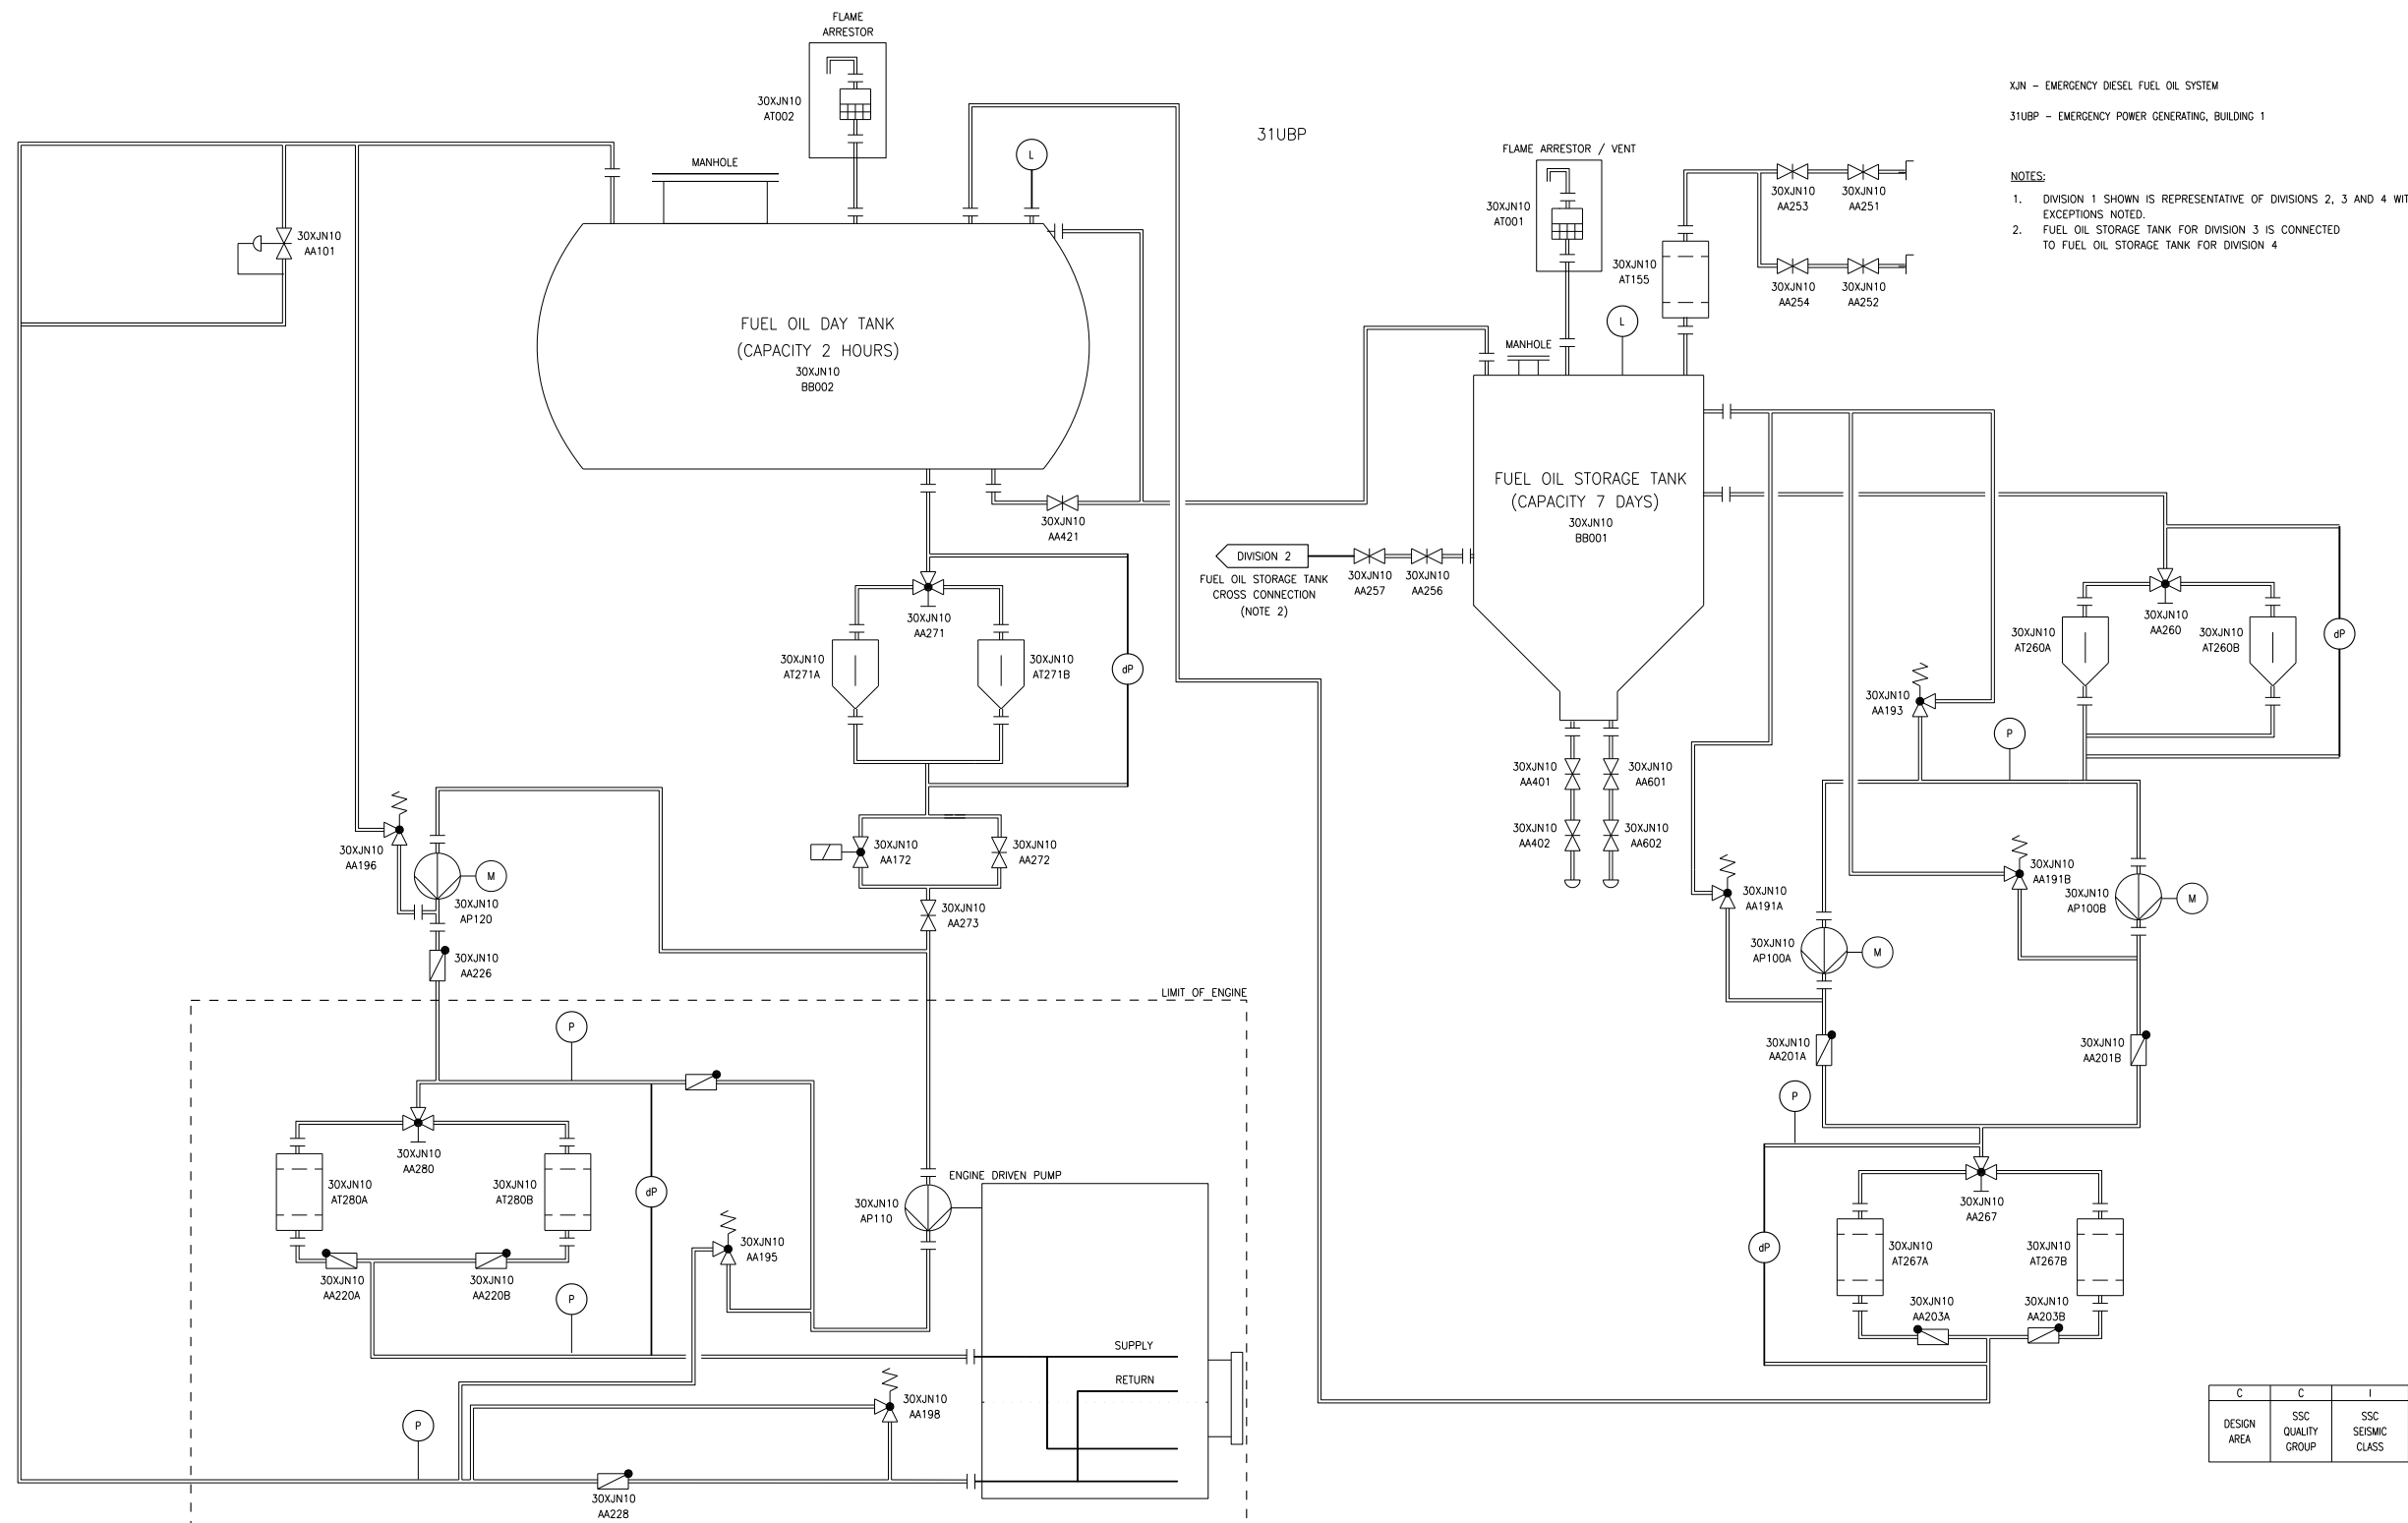 FLAME
ARRESTOR
30XJN10
AT002
MANHOLE
L
31UBP
XJN – EMERGENCY DIESEL FUEL OIL SYSTEM
31UBP – EMERGENCY POWER GENERATING, BUILDING 1
NOTES:
1. DIVISION 1 SHOWN IS REPRESENTATIVE OF DIVISIONS 2, 3 AND 4 WIT
EXCEPTIONS NOTED.
2. FUEL OIL STORAGE TANK FOR DIVISION 3 IS CONNECTED
TO FUEL OIL STORAGE TANK FOR DIVISION 4
FLAME ARRESTOR / VENT
30XJN10
AT001
30XJN10
AA253
30XJN10
AA251
30XJN10
AT155
30XJN10
AA254
30XJN10
AA252
30XJN10
AA101
FUEL OIL DAY TANK
(CAPACITY 2 HOURS)
30XJN10
BB002
L
MANHOLE
FUEL OIL STORAGE TANK
(CAPACITY 7 DAYS)
30XJN10
BB001
30XJN10
AA421
DIVISION 2
FUEL OIL STORAGE TANK
CROSS CONNECTION
(NOTE 2)
30XJN10
AA257
30XJN10
AA256
30XJN10
AA271
30XJN10
AT271A
30XJN10
AT271B
dP
30XJN10
AT260A
30XJN10
AA260
30XJN10
AT260B
dP
30XJN10
AA193
P
30XJN10
AA401
30XJN10
AA601
30XJN10
AA402
30XJN10
AA602
30XJN10
AA196
M
30XJN10
AP120
30XJN10
AA172
30XJN10
AA272
30XJN10
AA273
30XJN10
AA226
30XJN10
AA191A
30XJN10
AA191B
30XJN10
AP100B
M
30XJN10
AP100A
M
LIMIT OF ENGINE
P
30XJN10
AA201A
30XJN10
AA201B
P
30XJN10
AA280
30XJN10
AT280A
30XJN10
AT280B
dP
ENGINE DRIVEN PUMP
30XJN10
AP110
30XJN10
AA195
30XJN10
AA220A
30XJN10
AA220B
P
30XJN10
AA267
dP
30XJN10
AT267A
30XJN10
AT267B
30XJN10
AA203A
30XJN10
AA203B
SUPPLY
RETURN
P
30XJN10
AA198
30XJN10
AA228
C C I
DESIGN
AREA
SSC
QUALITY
GROUP
SSC
SEISMIC
CLASS